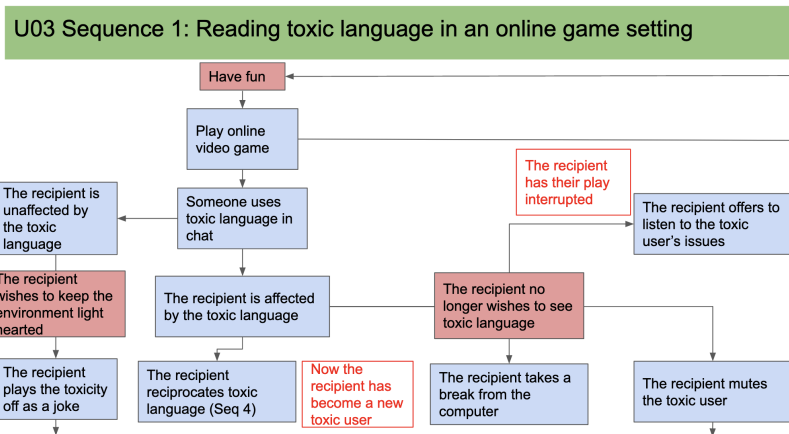 U03 Sequence 1: Reading toxic language in an online game setting
Have fun
Play online
video game
The recipient
has their play
interrupted
The recipient is
unaffected by
the toxic
language
Someone uses
toxic language in
chat
The recipient offers to
listen to the toxic
user's issues
The recipient
wishes to keep the
environment light
hearted
The recipient is affected
by the toxic language
The recipient no
longer wishes to see
toxic language
The recipient
plays the toxicity
off as a joke
The recipient
reciprocates toxic
language (Seq 4)
Now the
recipient has
become a new
toxic user
The recipient takes a
break from the
computer
The recipient mutes
the toxic user